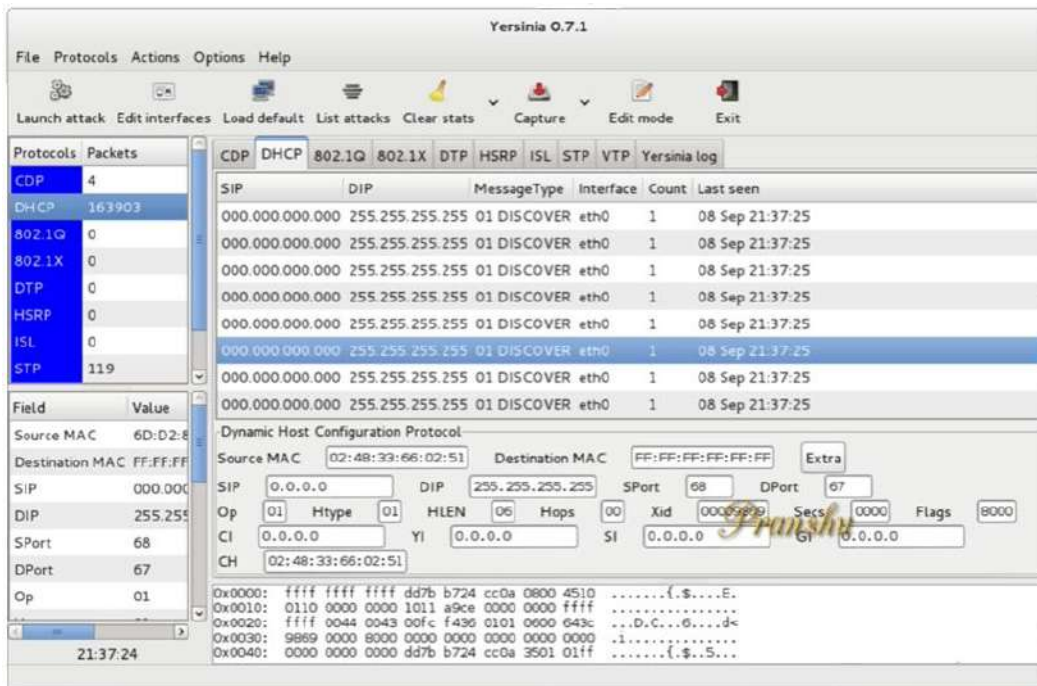 Yersinia 0.7.1
File Protocols Actions Options Help
Launch attack Edit interfaces Load default List attacks Clear stats Capture Edit mode Exit
Protocols Packets
CDP 4
DHCP 163903
802.1Q 0
802.1X 0
DTP 0
HSRP 0
ISL 0
STP 119
CDP DHCP 802.1Q 802.1X DTP HSRP ISL STP VTP Yersinia log
SIP DIP MessageType Interface Count Last seen
000.000.000.000 255.255.255.255 01 DISCOVER eth0 1 08 Sep 21:37:25
000.000.000.000 255.255.255.255 01 DISCOVER eth0 1 08 Sep 21:37:25
000.000.000.000 255.255.255.255 01 DISCOVER eth0 1 08 Sep 21:37:25
000.000.000.000 255.255.255.255 01 DISCOVER eth0 1 08 Sep 21:37:25
000.000.000.000 255.255.255.255 01 DISCOVER eth0 1 08 Sep 21:37:25
000.000.000.000 255.255.255.255 01 DISCOVER eth0 1 08 Sep 21:37:25
000.000.000.000 255.255.255.255 01 DISCOVER eth0 1 08 Sep 21:37:25
000.000.000.000 255.255.255.255 01 DISCOVER eth0 1 08 Sep 21:37:25
Field Value
Source MAC 6D:D2:8
Destination MAC FF:FF:FF
SIP 000.000
DIP 255.255
SPort 68
DPort 67
Op 01
21:37:24
Dynamic Host Configuration Protocol
Source MAC 02:48:33:66:02:51 Destination MAC FF:FF:FF:FF:FF:FF Extra
SIP 0.0.0.0 DIP 255.255.255.255 SPort 68 DPort 67
Op 01 Htype 01 HLEN 06 Hops 00 Xid Secs 0000 Flags 8000
CI 0.0.0.0 YI 0.0.0.0 SI 0.0.0.0 GI 0.0.0.0
CH 02:48:33:66:02:51
Pranshu
0x0000: ffff ffff ffff dd7b b724 cc0a 0800 4510 .......{.$....E.
0x0010: 0110 0000 0000 1011 a9ce 0000 0000 ffff ................
0x0020: ffff 0044 0043 00fc f436 0101 0600 643c ...D.C...6....d<
0x0030: 9869 0000 8000 0000 0000 0000 0000 0000 .i..............
0x0040: 0000 0000 0000 dd7b b724 cc0a 3501 01ff .......{.$..5...